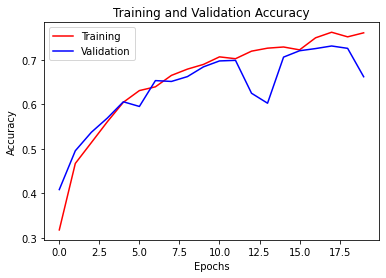 Training and Validation Accuracy
Training
Validation
Accuracy
0.7
0.6
0.5
0.4
0.3
0.0 2.5 5.0 7.5 10.0 12.5 15.0 17.5
Epochs